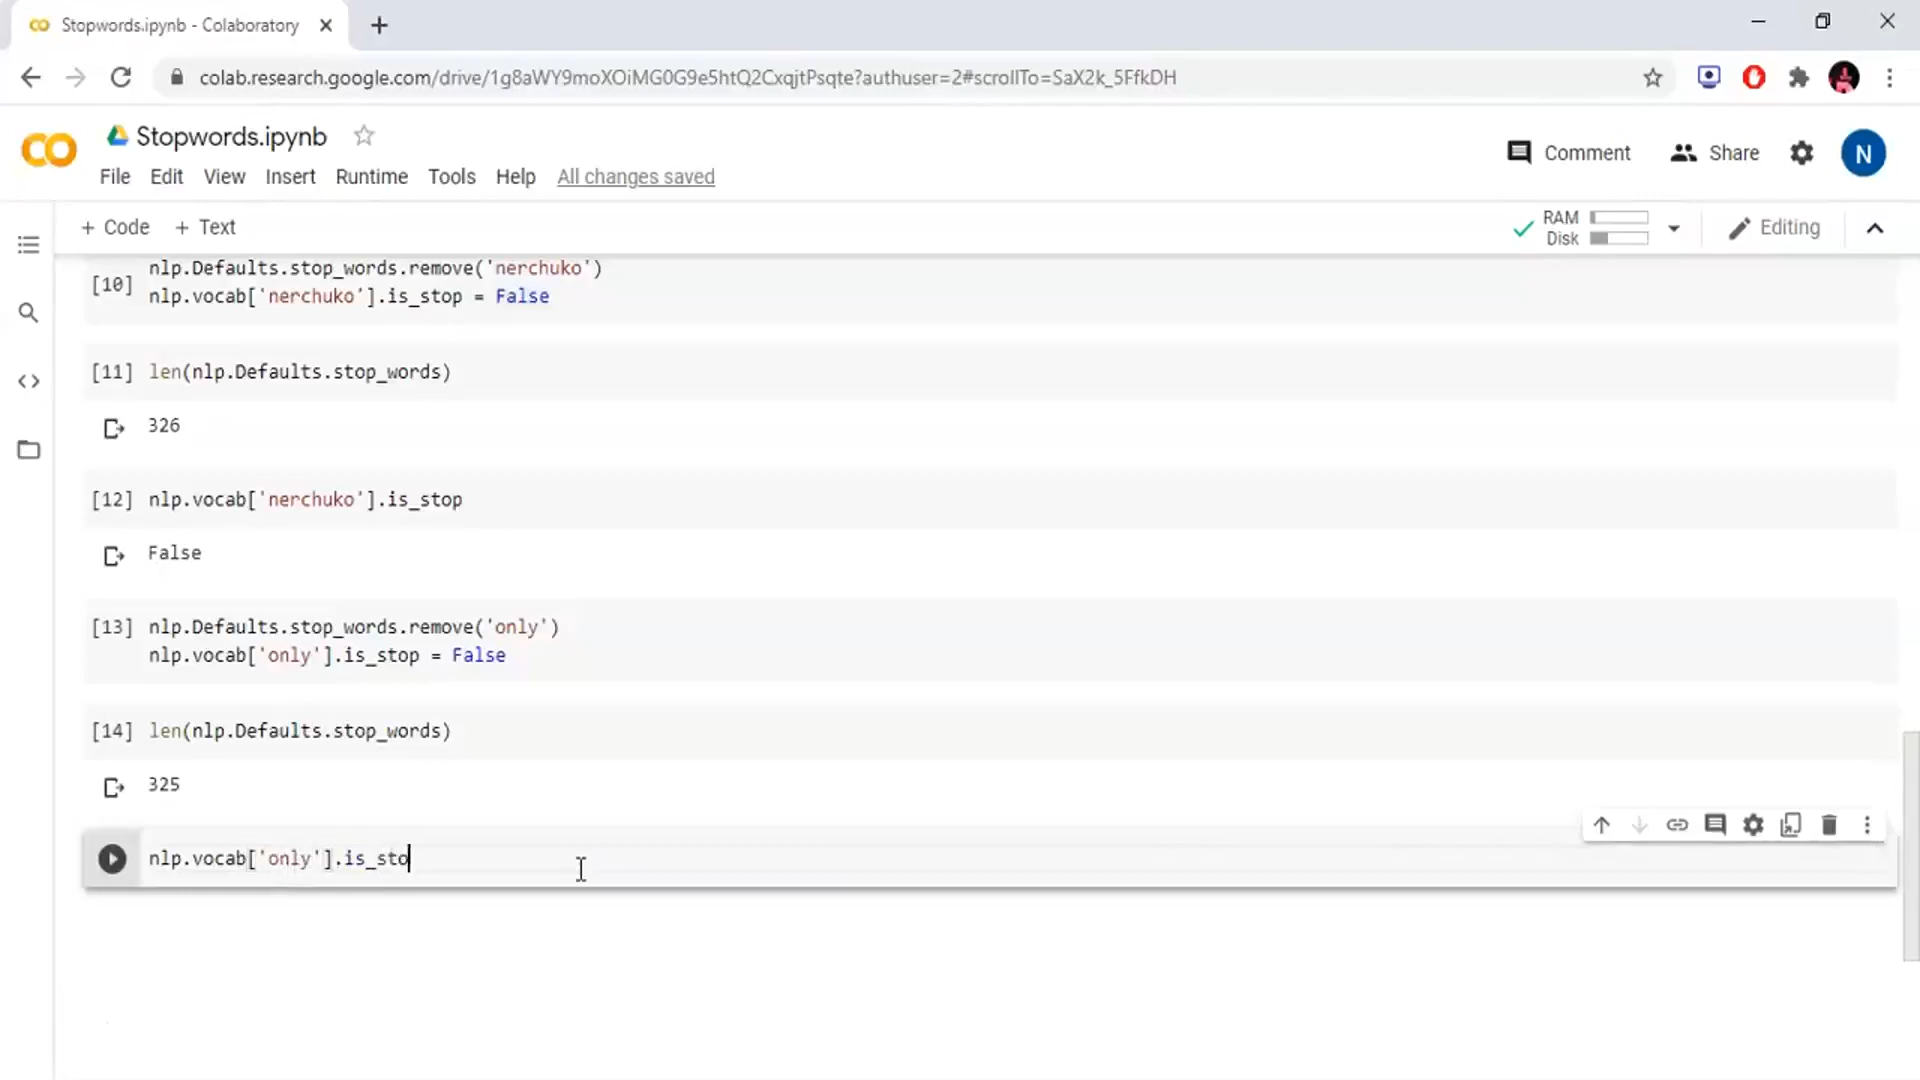 Stopwords.ipynb - Colaboratory
colab.research.google.com/drive/1g8aWY9moXOiMG0G9e5htQ2CxqjtPsqte?authuser=2#scrollTo=SaX2k_5FfkDH
Stopwords.ipynb
Comment
Share
N
File
Edit
View
Insert
Runtime
Tools
Help
All changes saved
+ Code
+ Text
RAM
Disk
Editing
[10]
nlp.Defaults.stop_words.remove('nerchuko')
nlp.vocab['nerchuko'].is_stop = False
[11] len(nlp.Defaults.stop_words)
326
[12] nlp.vocab['nerchuko'].is_stop
False
[13] nlp.Defaults.stop_words.remove('only')
nlp.vocab['only'].is_stop = False
[14] len(nlp.Defaults.stop_words)
325
nlp.vocab['only'].is_sto